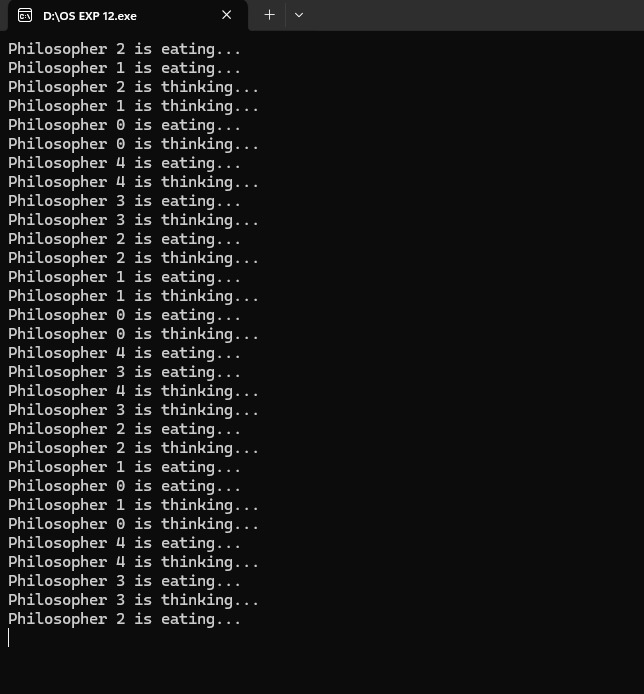 D:\OS EXP 12.exe
Philosopher 2 is eating...
Philosopher 1 is eating...
Philosopher 2 is thinking...
Philosopher 1 is thinking...
Philosopher 0 is eating...
Philosopher 0 is thinking...
Philosopher 4 is eating...
Philosopher 4 is thinking...
Philosopher 3 is eating...
Philosopher 3 is thinking...
Philosopher 2 is eating...
Philosopher 2 is thinking...
Philosopher 1 is eating...
Philosopher 1 is thinking...
Philosopher 0 is eating...
Philosopher 0 is thinking...
Philosopher 4 is eating...
Philosopher 3 is eating...
Philosopher 4 is thinking...
Philosopher 3 is thinking...
Philosopher 2 is eating...
Philosopher 2 is thinking...
Philosopher 1 is eating...
Philosopher 0 is eating...
Philosopher 1 is thinking...
Philosopher 0 is thinking...
Philosopher 4 is eating...
Philosopher 4 is thinking...
Philosopher 3 is eating...
Philosopher 3 is thinking...
Philosopher 2 is eating...